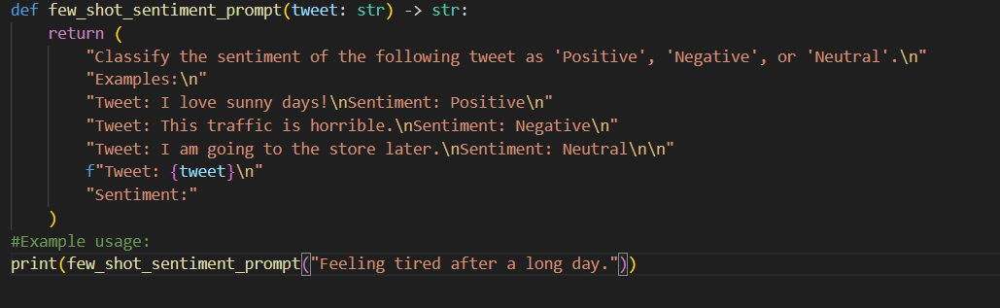 def few_shot_sentiment_prompt(tweet: str) -> str:
    return (
        "Classify the sentiment of the following tweet as 'Positive', 'Negative', or 'Neutral'.\n"
        "Examples:\n"
        "Tweet: I love sunny days!\nSentiment: Positive\n"
        "Tweet: This traffic is horrible.\nSentiment: Negative\n"
        "Tweet: I am going to the store later.\nSentiment: Neutral\n\n"
        f"Tweet: {tweet}\n"
        "Sentiment:"
    )
#Example usage:
print(few_shot_sentiment_prompt("Feeling tired after a long day."))